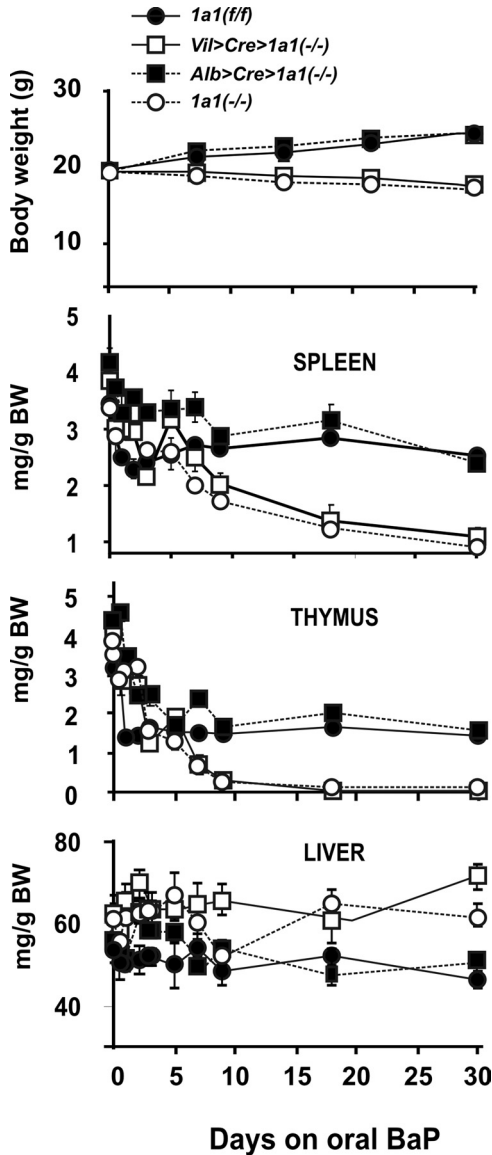 1a1(f/f)
Vil>Cre>1a1(-/-)
Alb>Cre>1a1(-/-)
1a1(-/-)
Body weight (g)
30
20
10
mg/g BW
SPLEEN
5
4
3
2
1
mg/g BW
THYMUS
5
4
3
2
1
0
mg/g BW
LIVER
80
60
40
0 5 10 15 20 25 30
Days on oral BaP